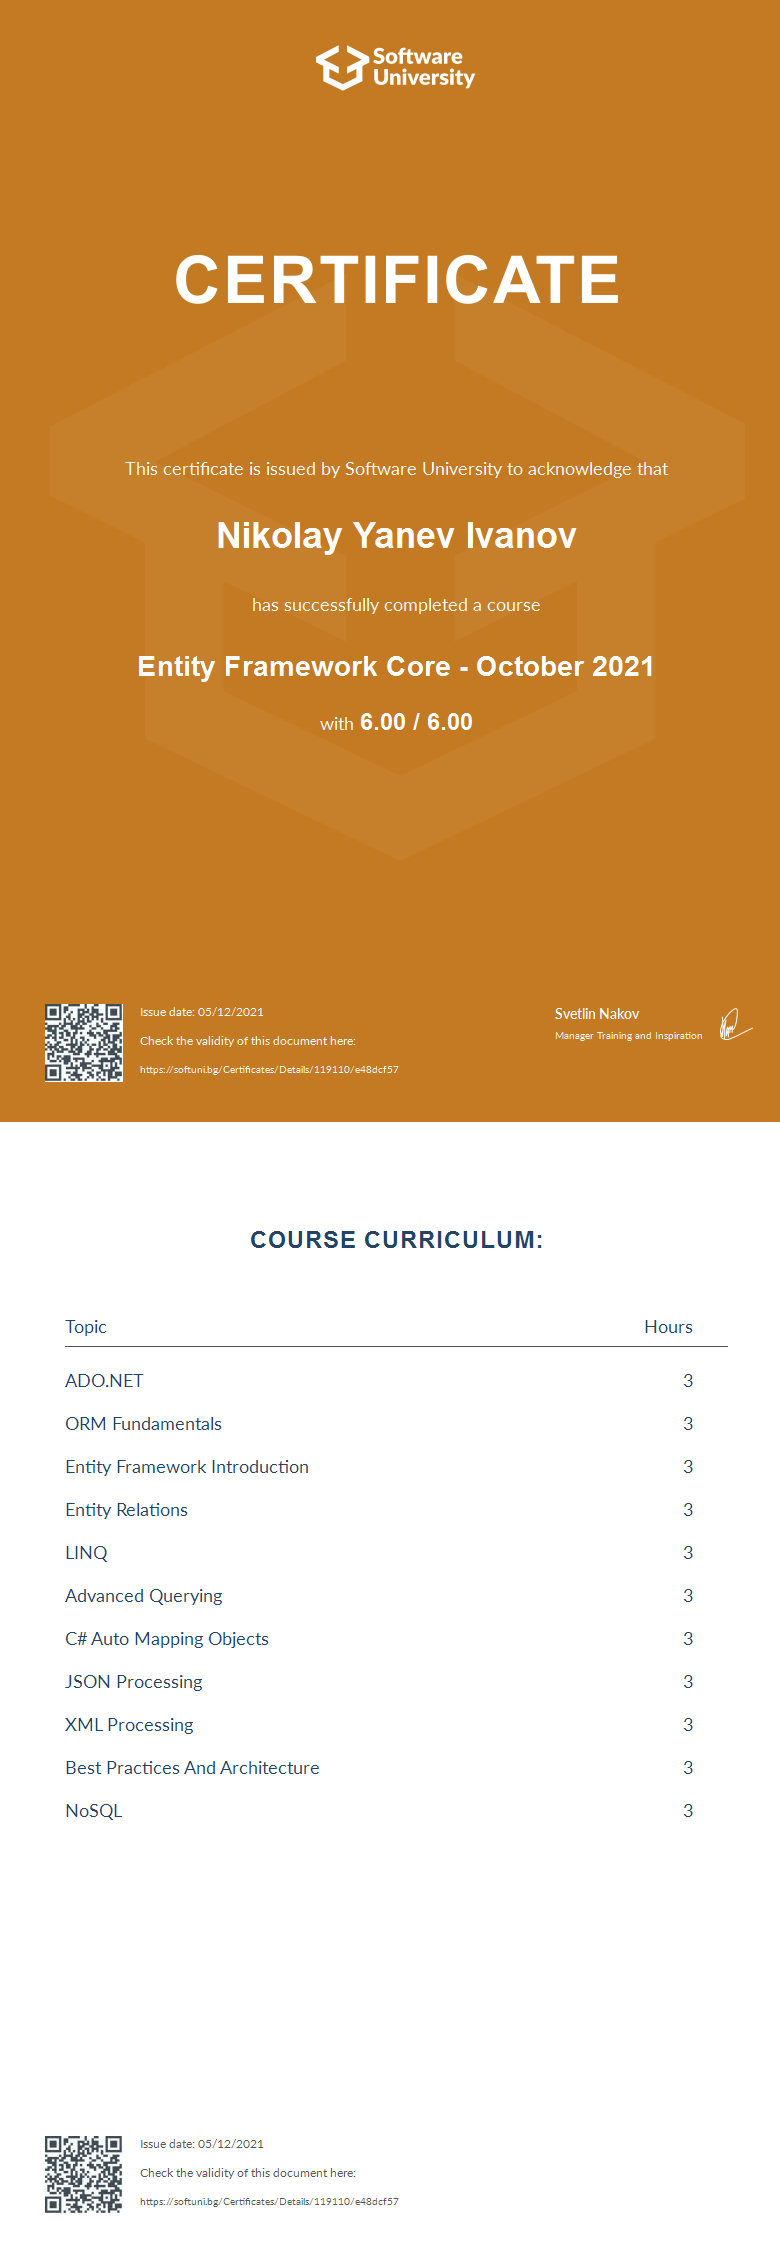 Software
University
CERTIFICATE
This certificate is issued by Software University to acknowledge that
Nikolay Yanev Ivanov
has successfully completed a course
Entity Framework Core - October 2021
with 6.00 / 6.00
Issue date: 05/12/2021
Check the validity of this document here:
https://softuni.bg/Certificates/Details/119110/e48dcf57
Svetlin Nakov
Manager Training and Inspiration
COURSE CURRICULUM:
Topic Hours
ADO.NET 3
ORM Fundamentals 3
Entity Framework Introduction 3
Entity Relations 3
LINQ 3
Advanced Querying 3
C# Auto Mapping Objects 3
JSON Processing 3
XML Processing 3
Best Practices And Architecture 3
NoSQL 3
Issue date: 05/12/2021
Check the validity of this document here:
https://softuni.bg/Certificates/Details/119110/e48dcf57